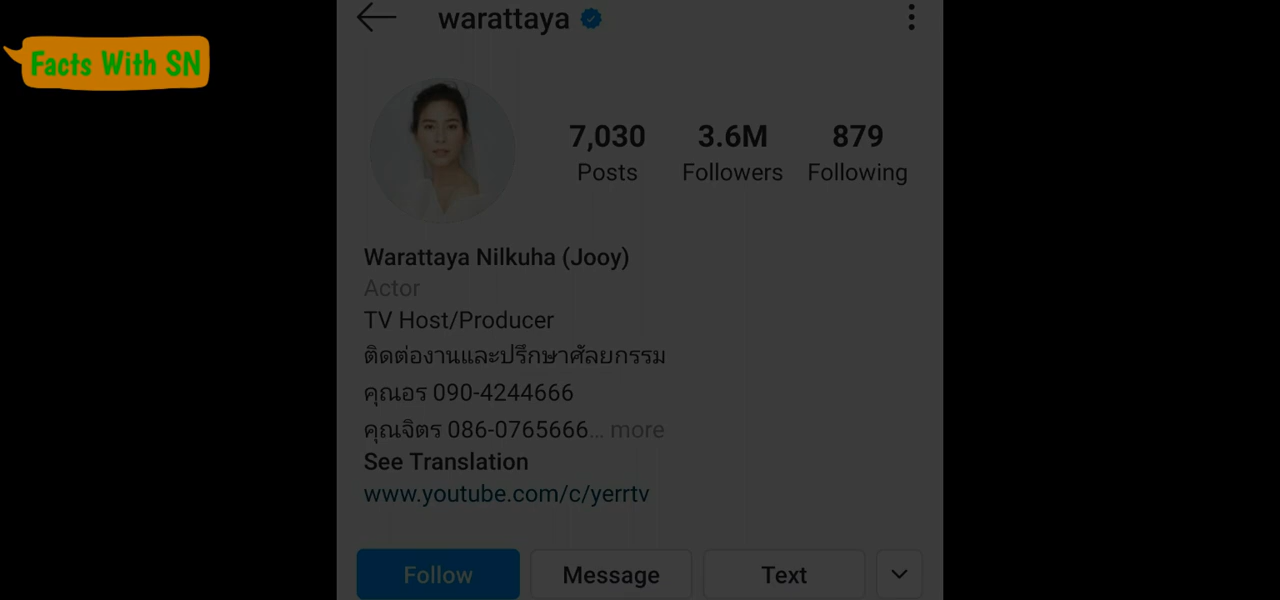 warattaya
Facts With SN
7,030 3.6M 879
Posts Followers Following
Warattaya Nilkuha (Jooy)
Actor
TV Host/Producer
ติดต่องานและปรึกษาศัลยกรรม
คุณอร 090-4244666
คุณจิตร 086-0765666... more
See Translation
www.youtube.com/c/yerrtv
Follow Message Text